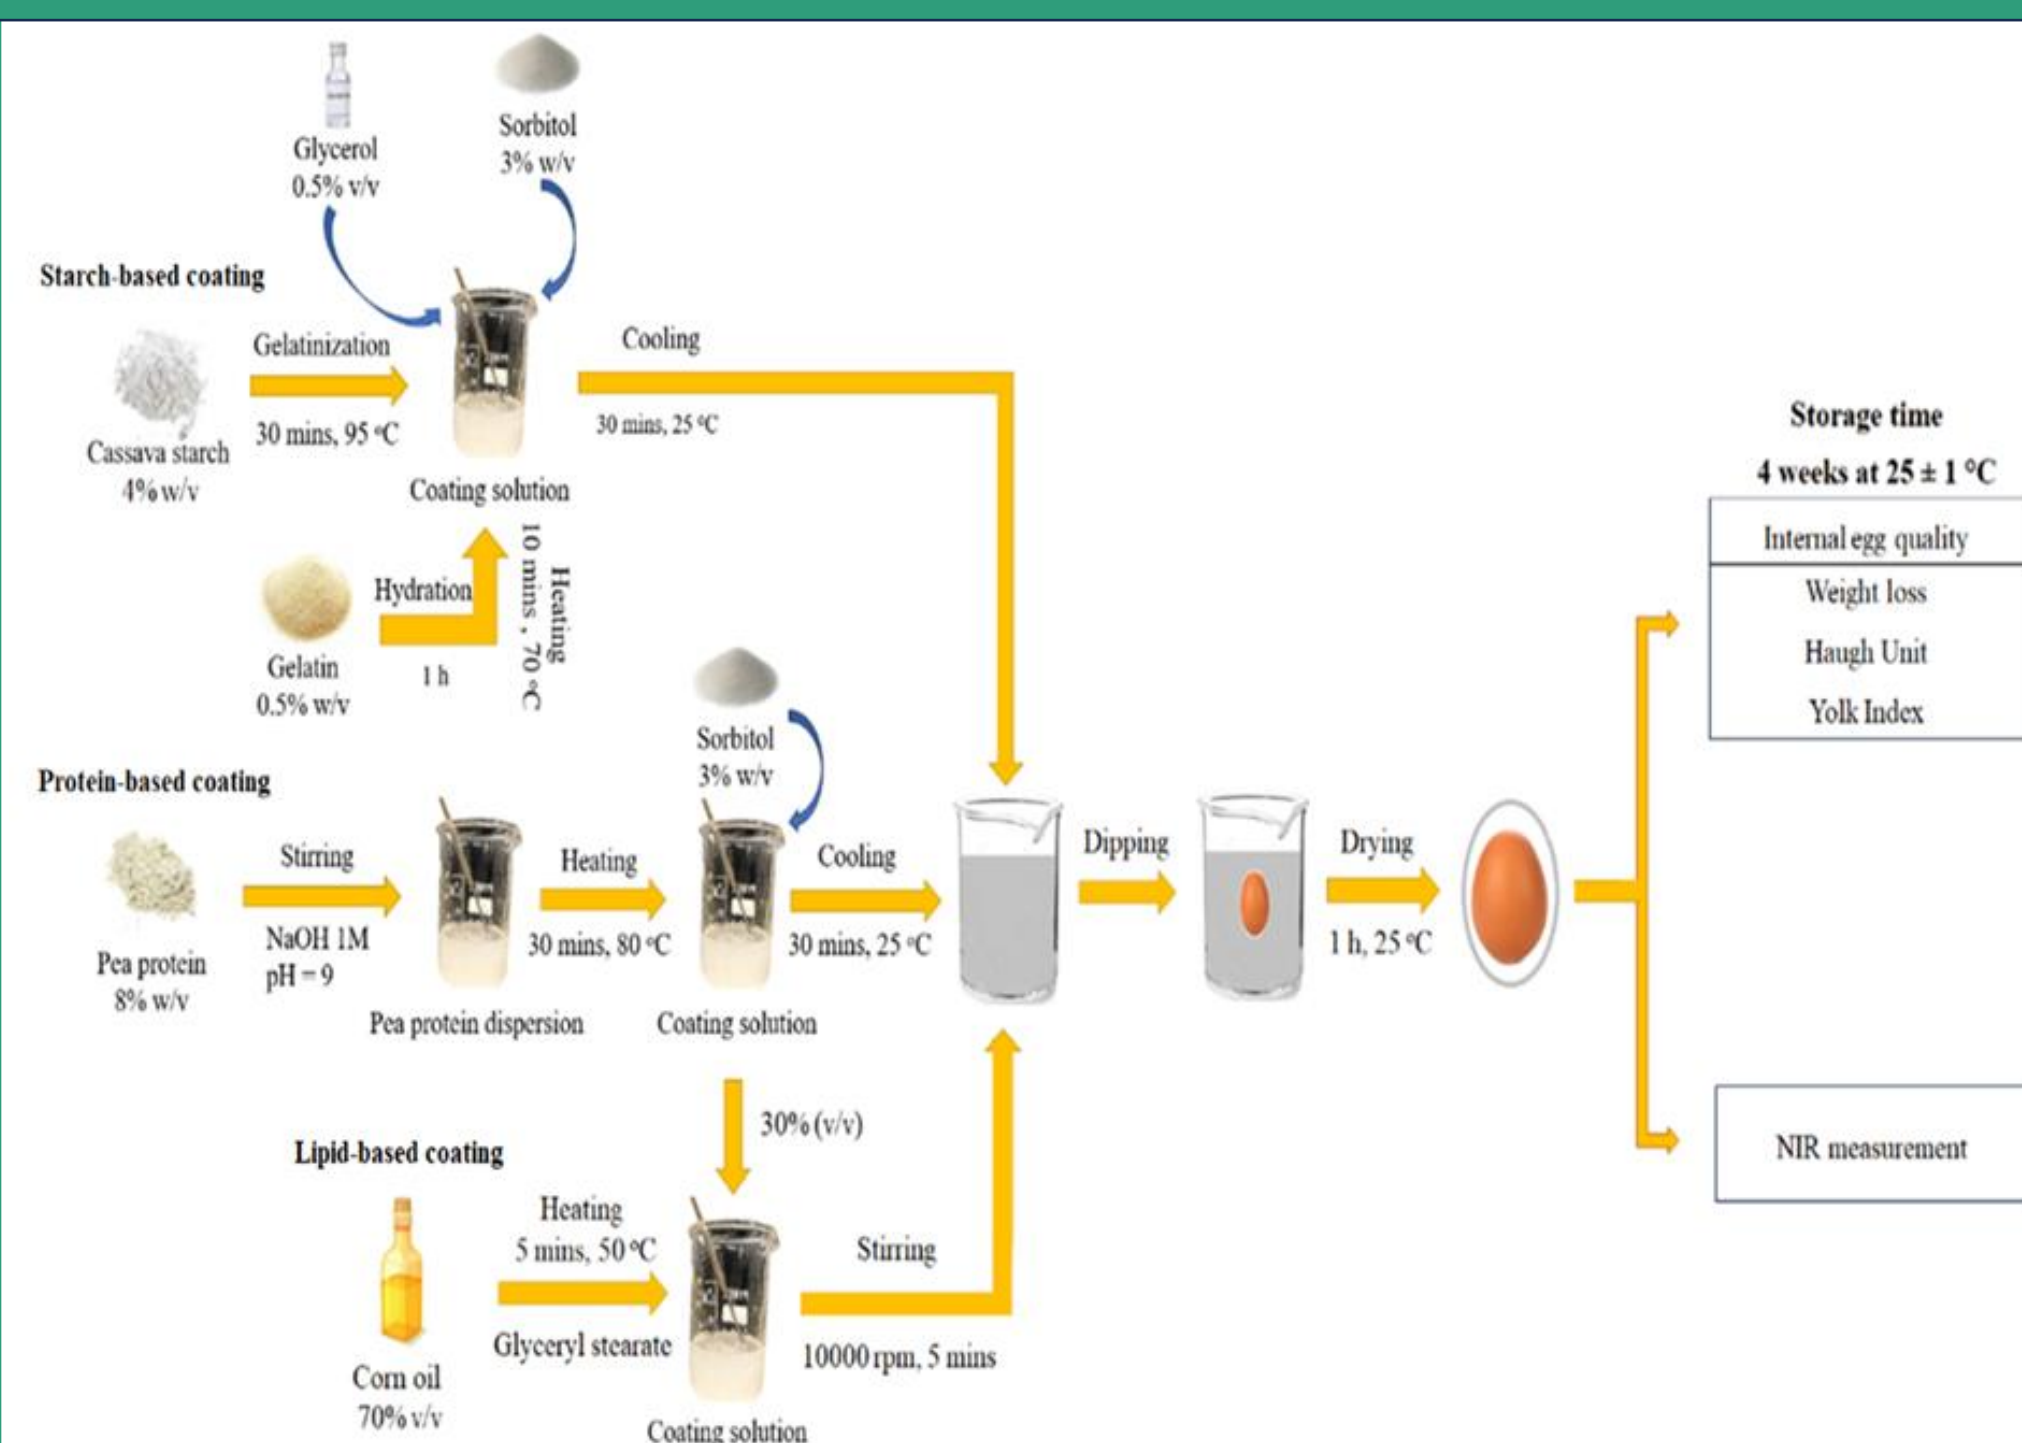 Glycerol
0.5% v/v
Sorbitol
3% w/v
Starch-based coating
Gelatinization
30 mins, 95 °C
Cassava starch
4% w/v
Coating solution
Cooling
30 mins, 25 °C
Gelatin
0.5% w/v
Hydration
1 h
Heating
10 mins , 70 °C
Protein-based coating
Pea protein
8% w/v
Stirring
NaOH 1M
pH = 9
Pea protein dispersion
Heating
30 mins, 80 °C
Sorbitol
3% w/v
Coating solution
Cooling
30 mins, 25 °C
30% (v/v)
Lipid-based coating
Corn oil
70% v/v
Heating
5 mins, 50 °C
Glyceryl stearate
Coating solution
Stirring
10000 rpm, 5 mins
Dipping
Drying
1 h, 25 °C
Storage time
4 weeks at 25 ± 1 °C
Internal egg quality
Weight loss
Haugh Unit
Yolk Index
NIR measurement